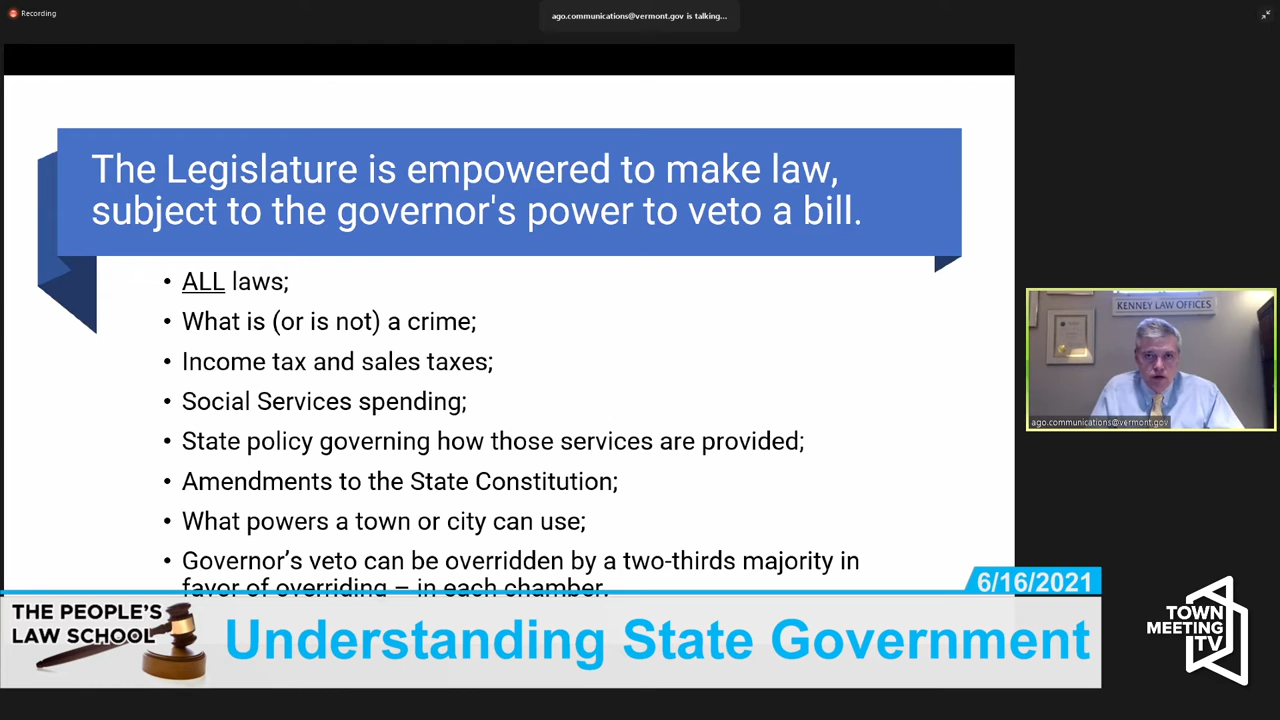 Recording
ago.communications@vermont.gov is talking...
The Legislature is empowered to make law,
subject to the governor's power to veto a bill.
• ALL laws;
• What is (or is not) a crime;
• Income tax and sales taxes;
• Social Services spending;
• State policy governing how those services are provided;
• Amendments to the State Constitution;
• What powers a town or city can use;
• Governor’s veto can be overridden by a two-thirds majority in
favor of overriding – in each chamber.
KENNEY LAW OFFICES
ago.communications@vermont.gov
6/16/2021
THE PEOPLE'S
LAW SCHOOL
Understanding State Government
TOWN
MEETING
TV